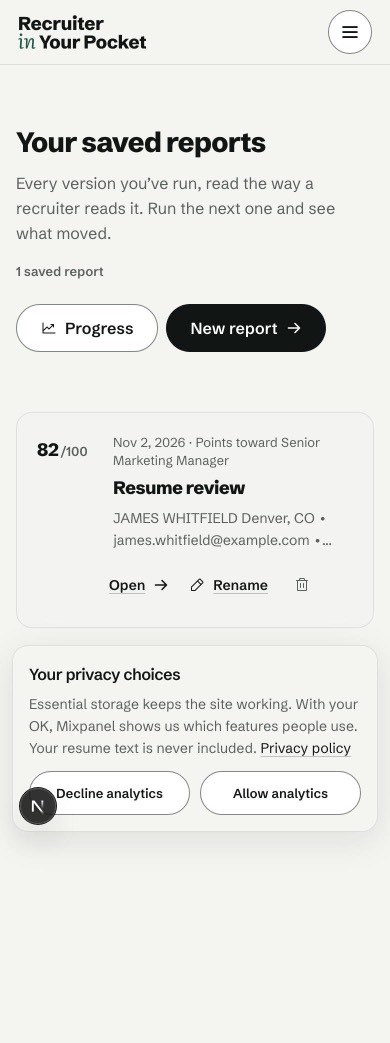 Recruiter
in Your Pocket
Your saved reports
Every version you’ve run, read the way a
recruiter reads it. Run the next one and see
what moved.
1 saved report
Progress
New report →
82/100
Nov 2, 2026 · Points toward Senior
Marketing Manager
Resume review
JAMES WHITFIELD Denver, CO •
james.whitfield@example.com •...
Open →
Rename
Your privacy choices
Essential storage keeps the site working. With your
OK, Mixpanel shows us which features people use.
Your resume text is never included. Privacy policy
Decline analytics
Allow analytics
N